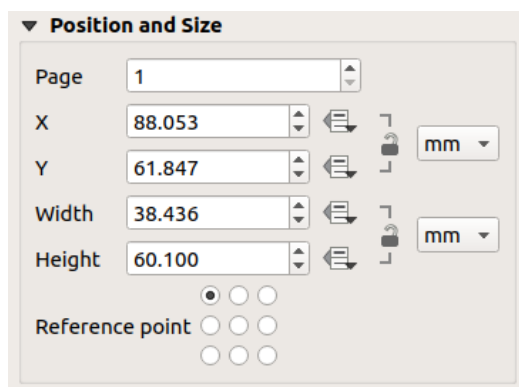 Position and Size
Page 1
X 88.053
mm
Y 61.847
Width 38.436
mm
Height 60.100
Reference point